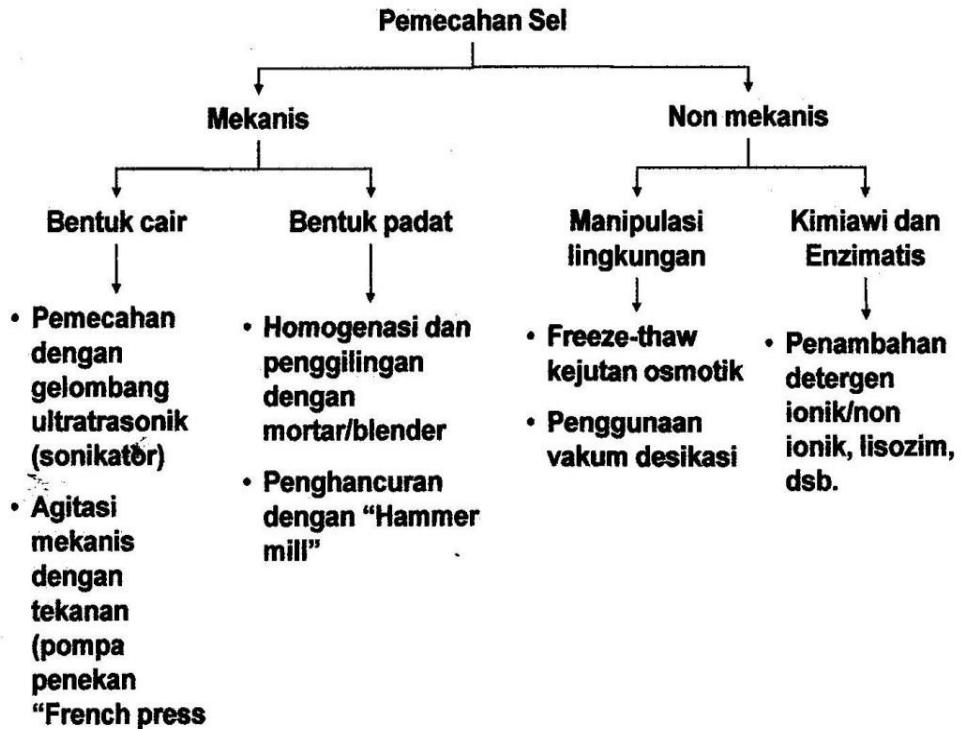 Pemecahan Sel
Mekanis
Non mekanis
Bentuk cair
Bentuk padat
Manipulasi
lingkungan
Kimiawi dan
Enzimatis
• Pemecahan
dengan
gelombang
ultratrasonik
(sonikator)
• Agitasi
mekanis
dengan
tekanan
(pompa
penekan
“French press
• Homogenasi dan
penggilingan
dengan
mortar/blender
• Penghancuran
dengan “Hammer
mill”
• Freeze-thaw
kejutan osmotik
• Penggunaan
vakum desikasi
• Penambahan
detergen
ionik/non
ionik, lisozim,
dsb.